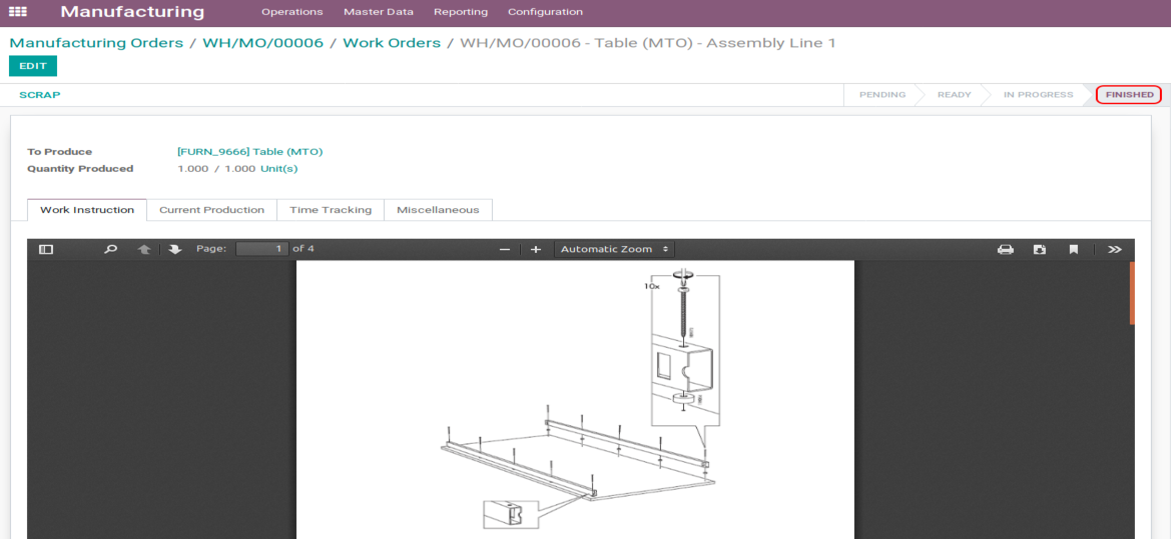 Manufacturing Operations Master Data Reporting Configuration
Manufacturing Orders / WH/MO/00006 / Work Orders / WH/MO/00006 - Table (MTO) - Assembly Line 1
EDIT
SCRAP PENDING READY IN PROGRESS FINISHED
To Produce [FURN_9666] Table (MTO)
Quantity Produced 1.000 / 1.000 Unit(s)
Work Instruction Current Production Time Tracking Miscellaneous
Page: 1 of 4 Automatic Zoom
10x